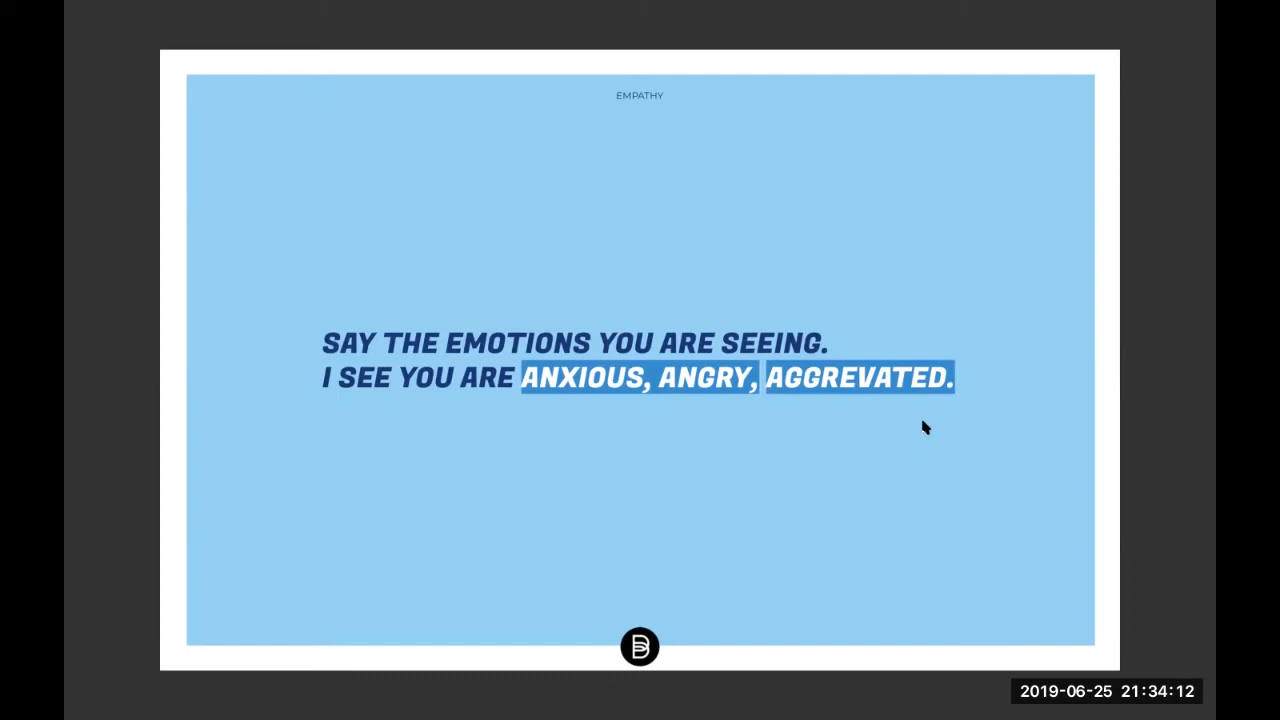 EMPATHY
SAY THE EMOTIONS YOU ARE SEEING.
I SEE YOU ARE ANXIOUS, ANGRY, AGGREVATED.
B
2019-06-25 21:34:12